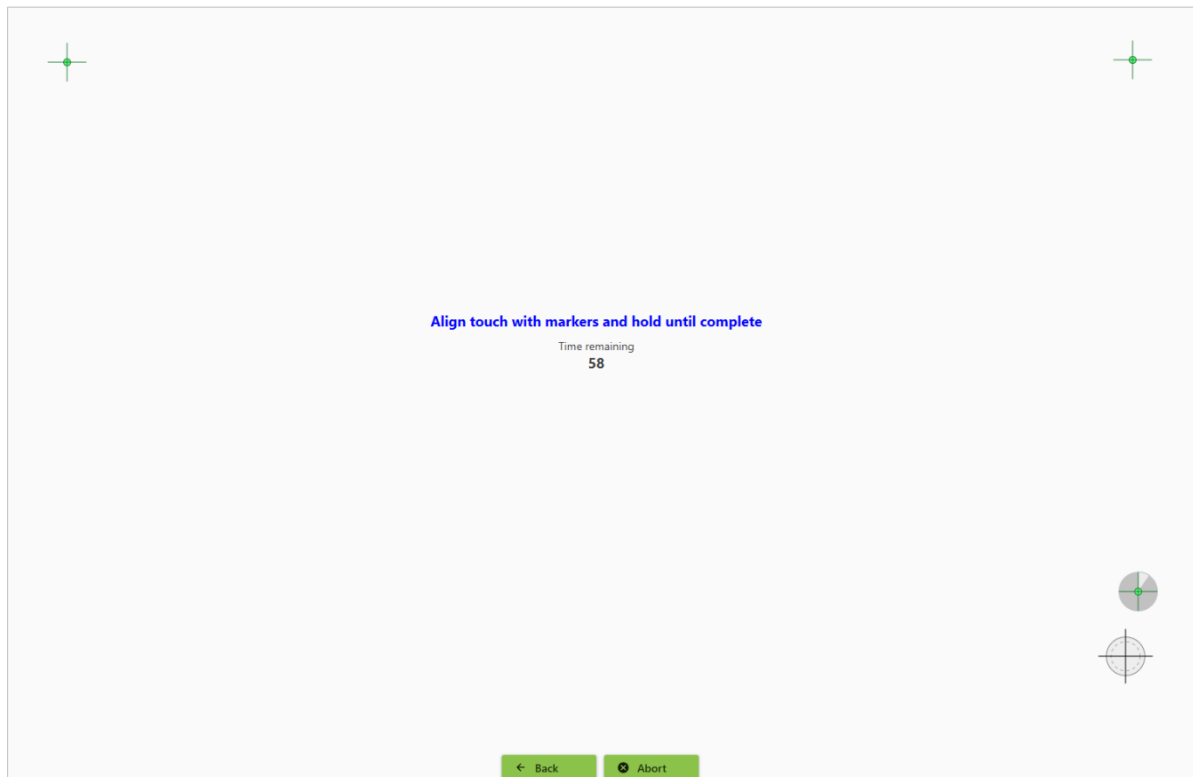 Align touch with markers and hold until complete
Time remaining
58
Back
Abort